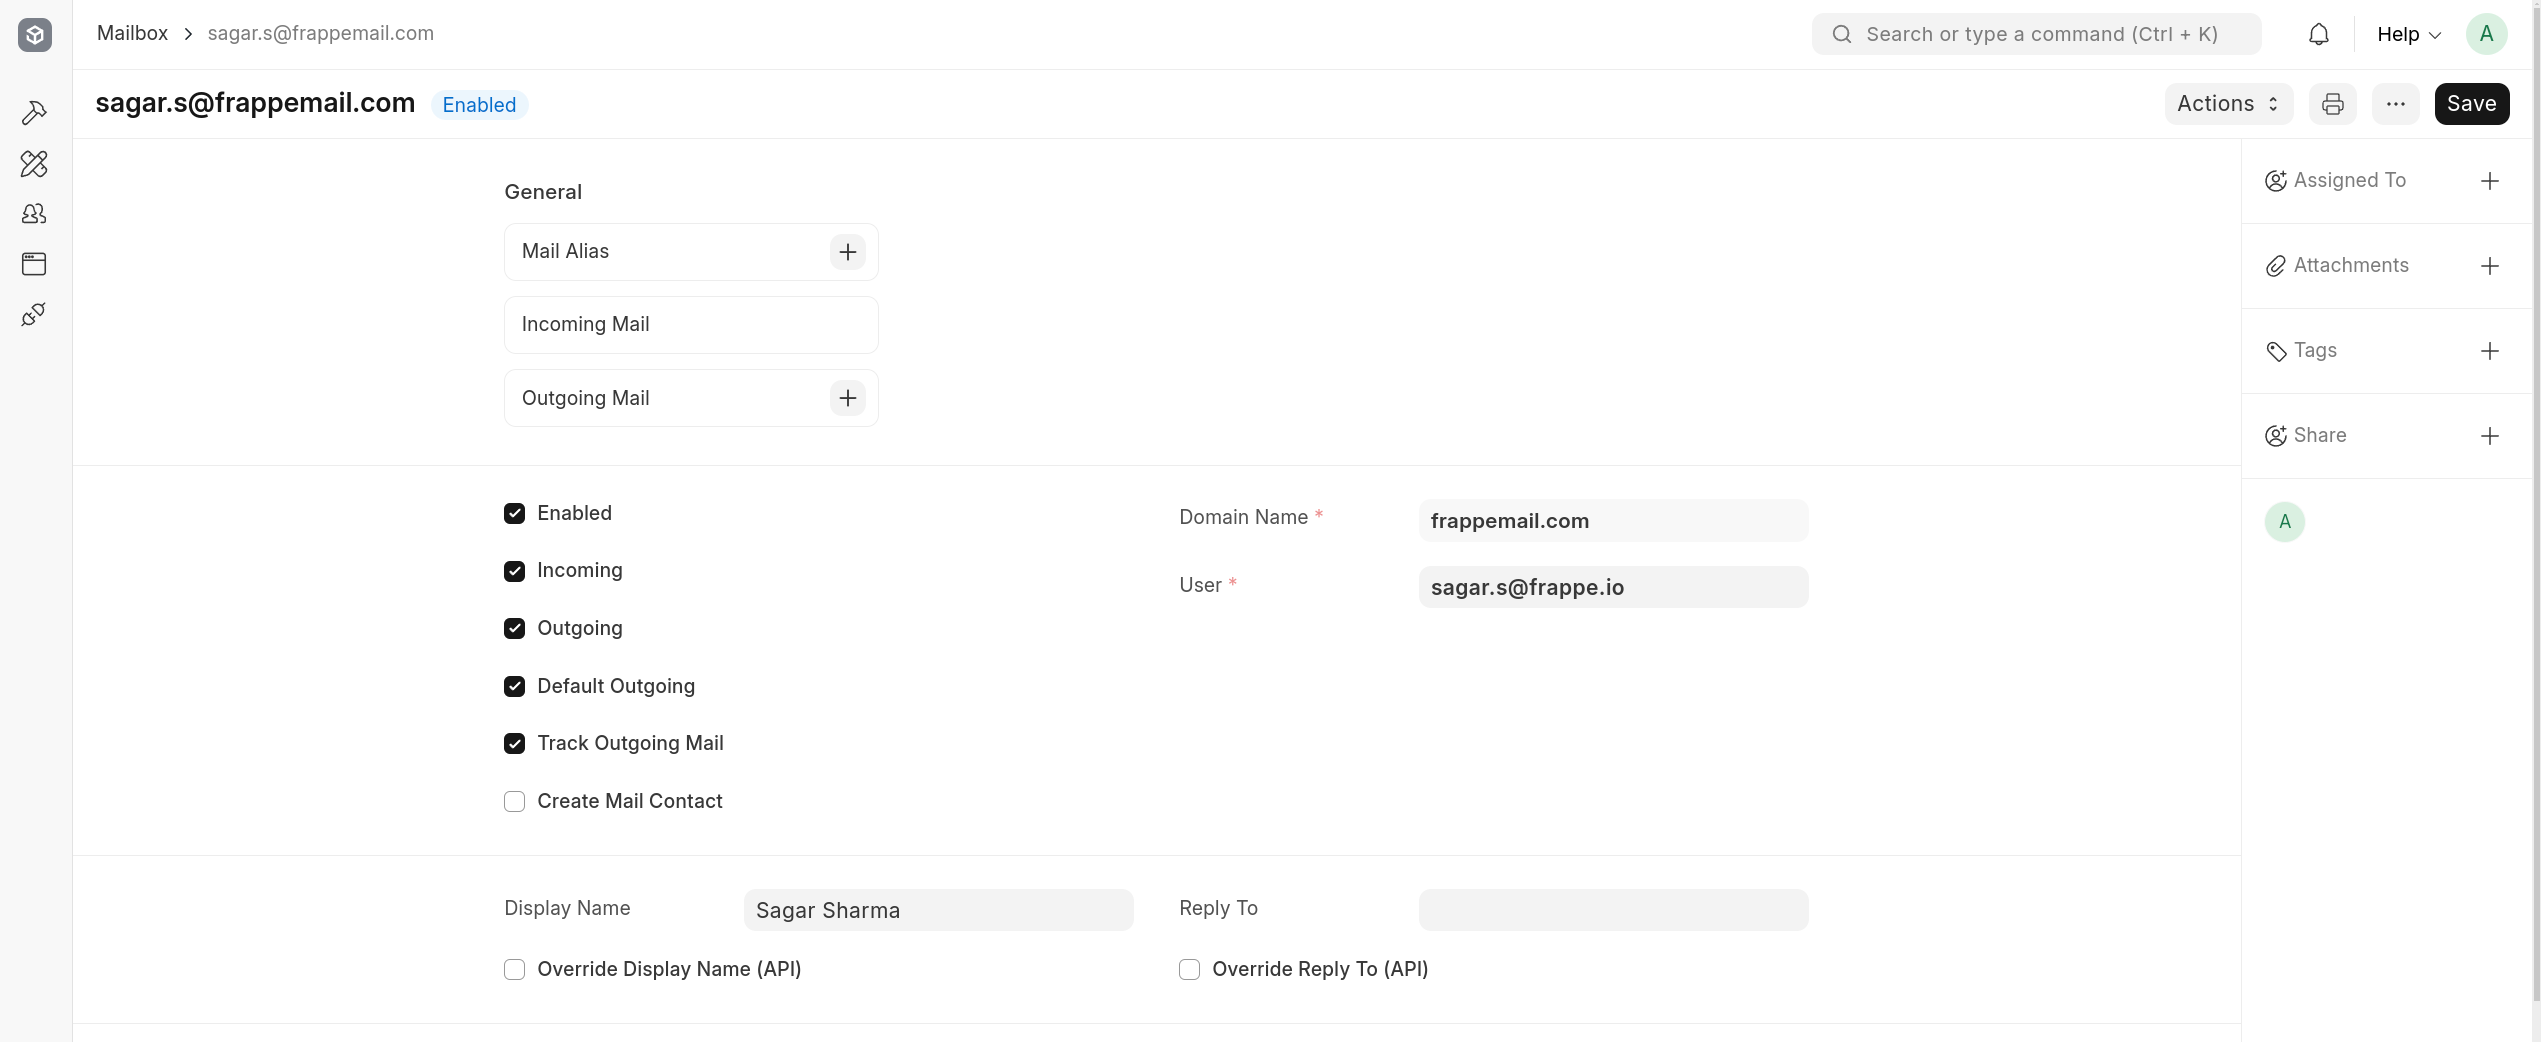 Mailbox > sagar.s@frappemail.com
Search or type a command (Ctrl + K)
Help
A
sagar.s@frappemail.com
Enabled
Actions
...
Save
General
Mail Alias
Incoming Mail
Outgoing Mail
Enabled
Incoming
Outgoing
Default Outgoing
Track Outgoing Mail
Create Mail Contact
Domain Name *
frappemail.com
User *
sagar.s@frappe.io
Display Name
Sagar Sharma
Override Display Name (API)
Reply To
Override Reply To (API)
Assigned To
Attachments
Tags
Share
A